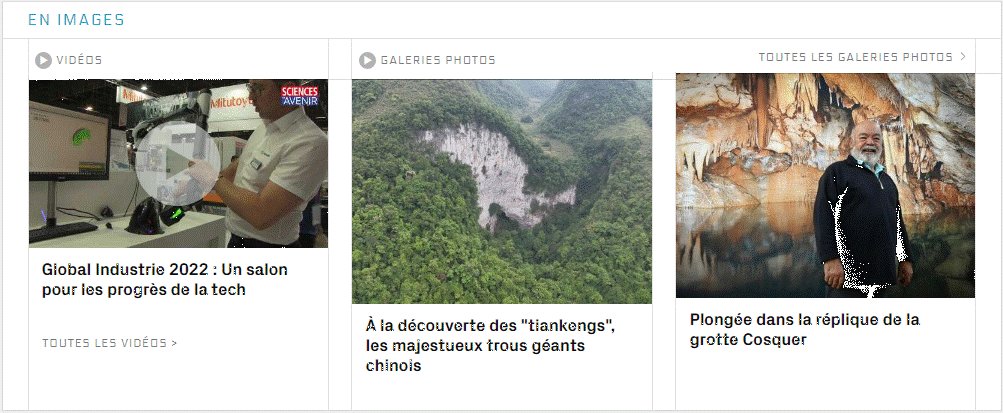 EN IMAGES
VIDÉOS
GALERIES PHOTOS
TOUTES LES GALERIES PHOTOS >
Mitutoyo
SCIENCES
ET AVENIR
Mitutoy
Global Industrie 2022 : Un salon
pour les progrès de la tech
TOUTES LES VIDÉOS >
À la découverte des "tiankengs",
les majestueux trous géants
chinois
Plongée dans la réplique de la
grotte Cosquer